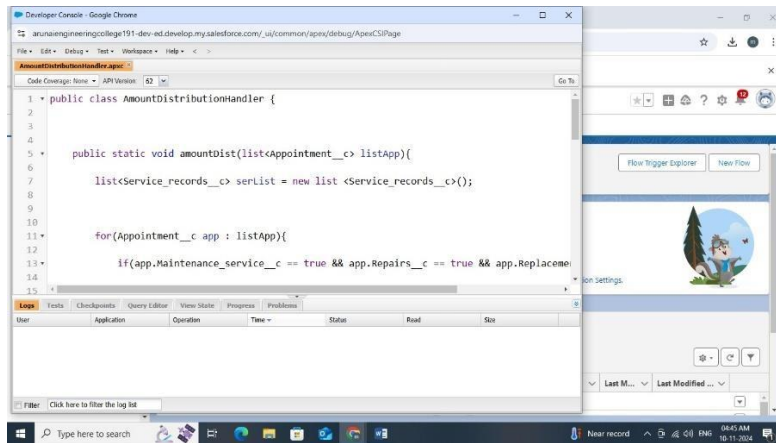 Developer Console - Google Chrome
arunaiengineeringcollege191-dev-ed.develop.my.salesforce.com/_ui/common/apex/debug/ApexCSIPage
File Edit Debug Test Workspace Help < >
AmountDistributionHandler.apxc
Code Coverage: None API Version: 62 Go To
1 public class AmountDistributionHandler {
2
3
4
5 public static void amountDist(list<Appointment__c> listApp){
6
7 list<Service_records__c> serList = new list <Service_records__c>();
8
9
10
11 for(Appointment__c app : listApp){
12
13 if(app.Maintenance_service__c == true && app.Repairs__c == true && app.Replaceme
14
15
Logs Tests Checkpoints Query Editor View State Progress Problems
User Application Operation Time Status Read Size
Filter Click here to filter the log list
12
Flow Trigger Explorer New Flow
ion Settings.
Last M... Last Modified ...
Type here to search
Near record ENG 04:45 AM
10-11-2024